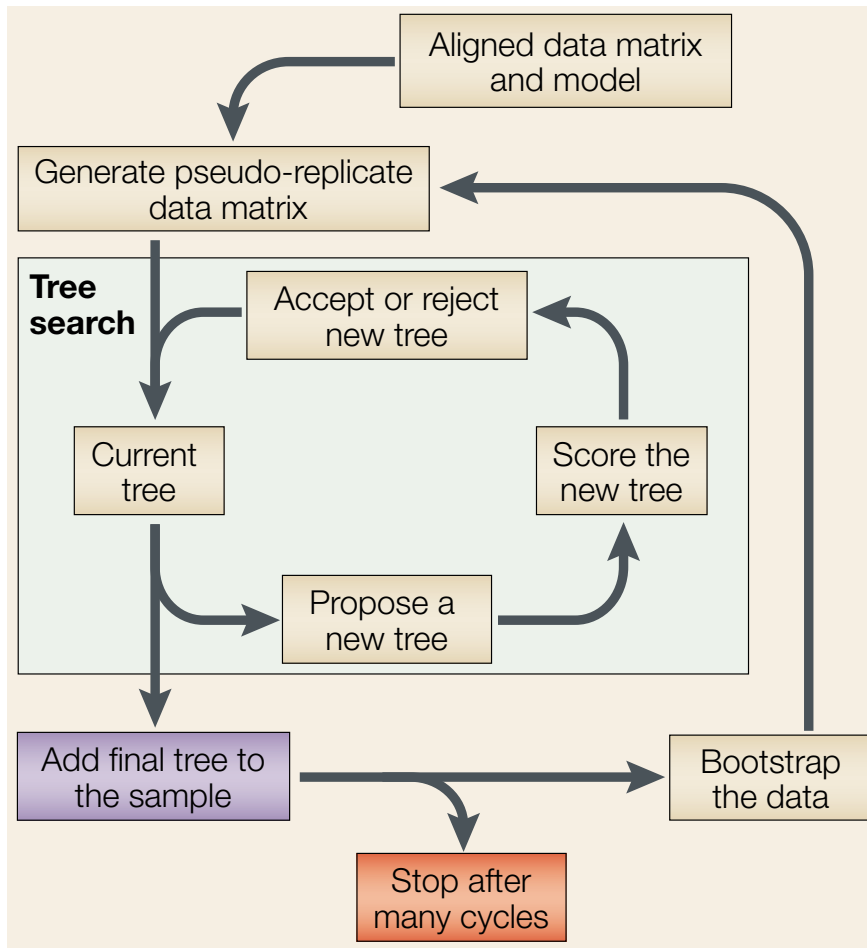 Aligned data matrix
and model
Generate pseudo-replicate
data matrix
Tree
search
Accept or reject
new tree
Current
tree
Score the
new tree
Propose a
new tree
Add final tree to
the sample
Bootstrap
the data
Stop after
many cycles